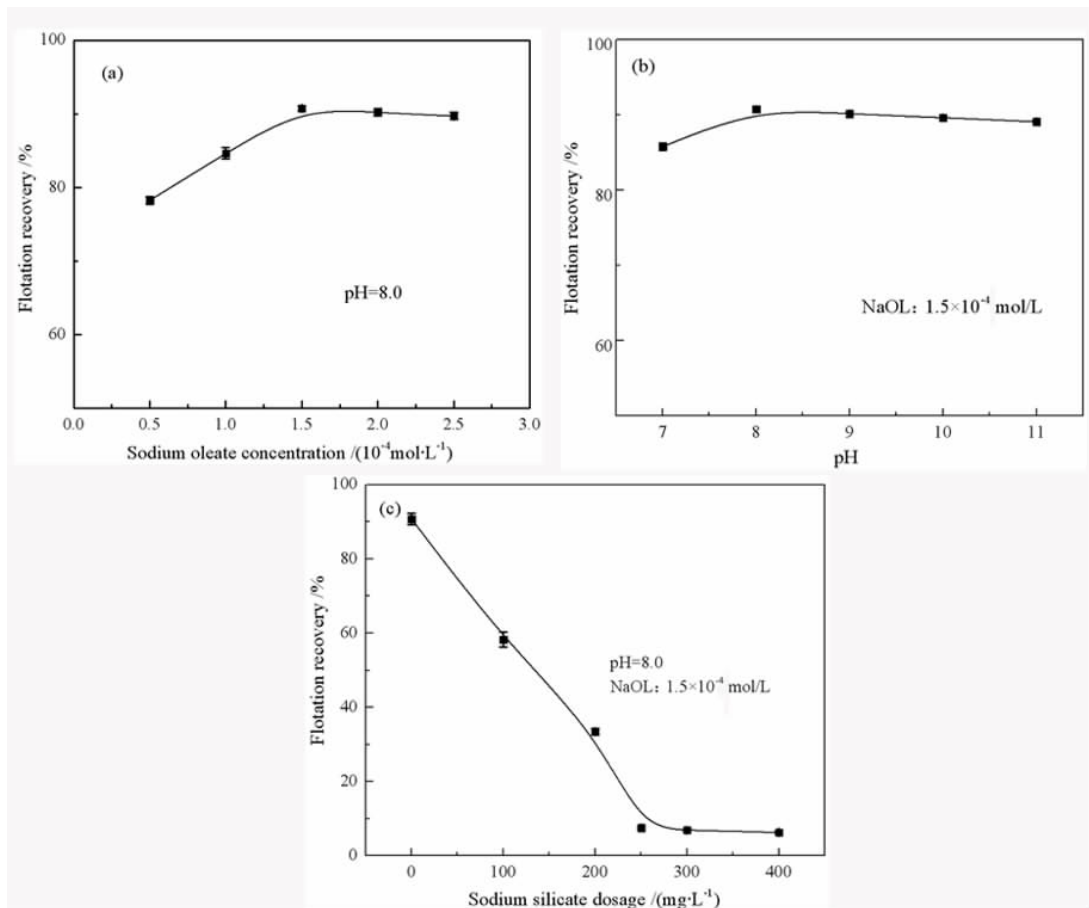 (a)
100
80
60
Flotation recovery /%
pH=8.0
0.0 0.5 1.0 1.5 2.0 2.5 3.0
Sodium oleate concentration /(10⁻⁴mol·L⁻¹)
(b)
100
80
60
Flotation recovery /%
NaOL: 1.5×10⁻⁴ mol/L
7 8 9 10 11
pH
(c)
100
80
60
40
20
0
Flotation recovery /%
pH=8.0
NaOL: 1.5×10⁻⁴ mol/L
0 100 200 300 400
Sodium silicate dosage /(mg·L⁻¹)